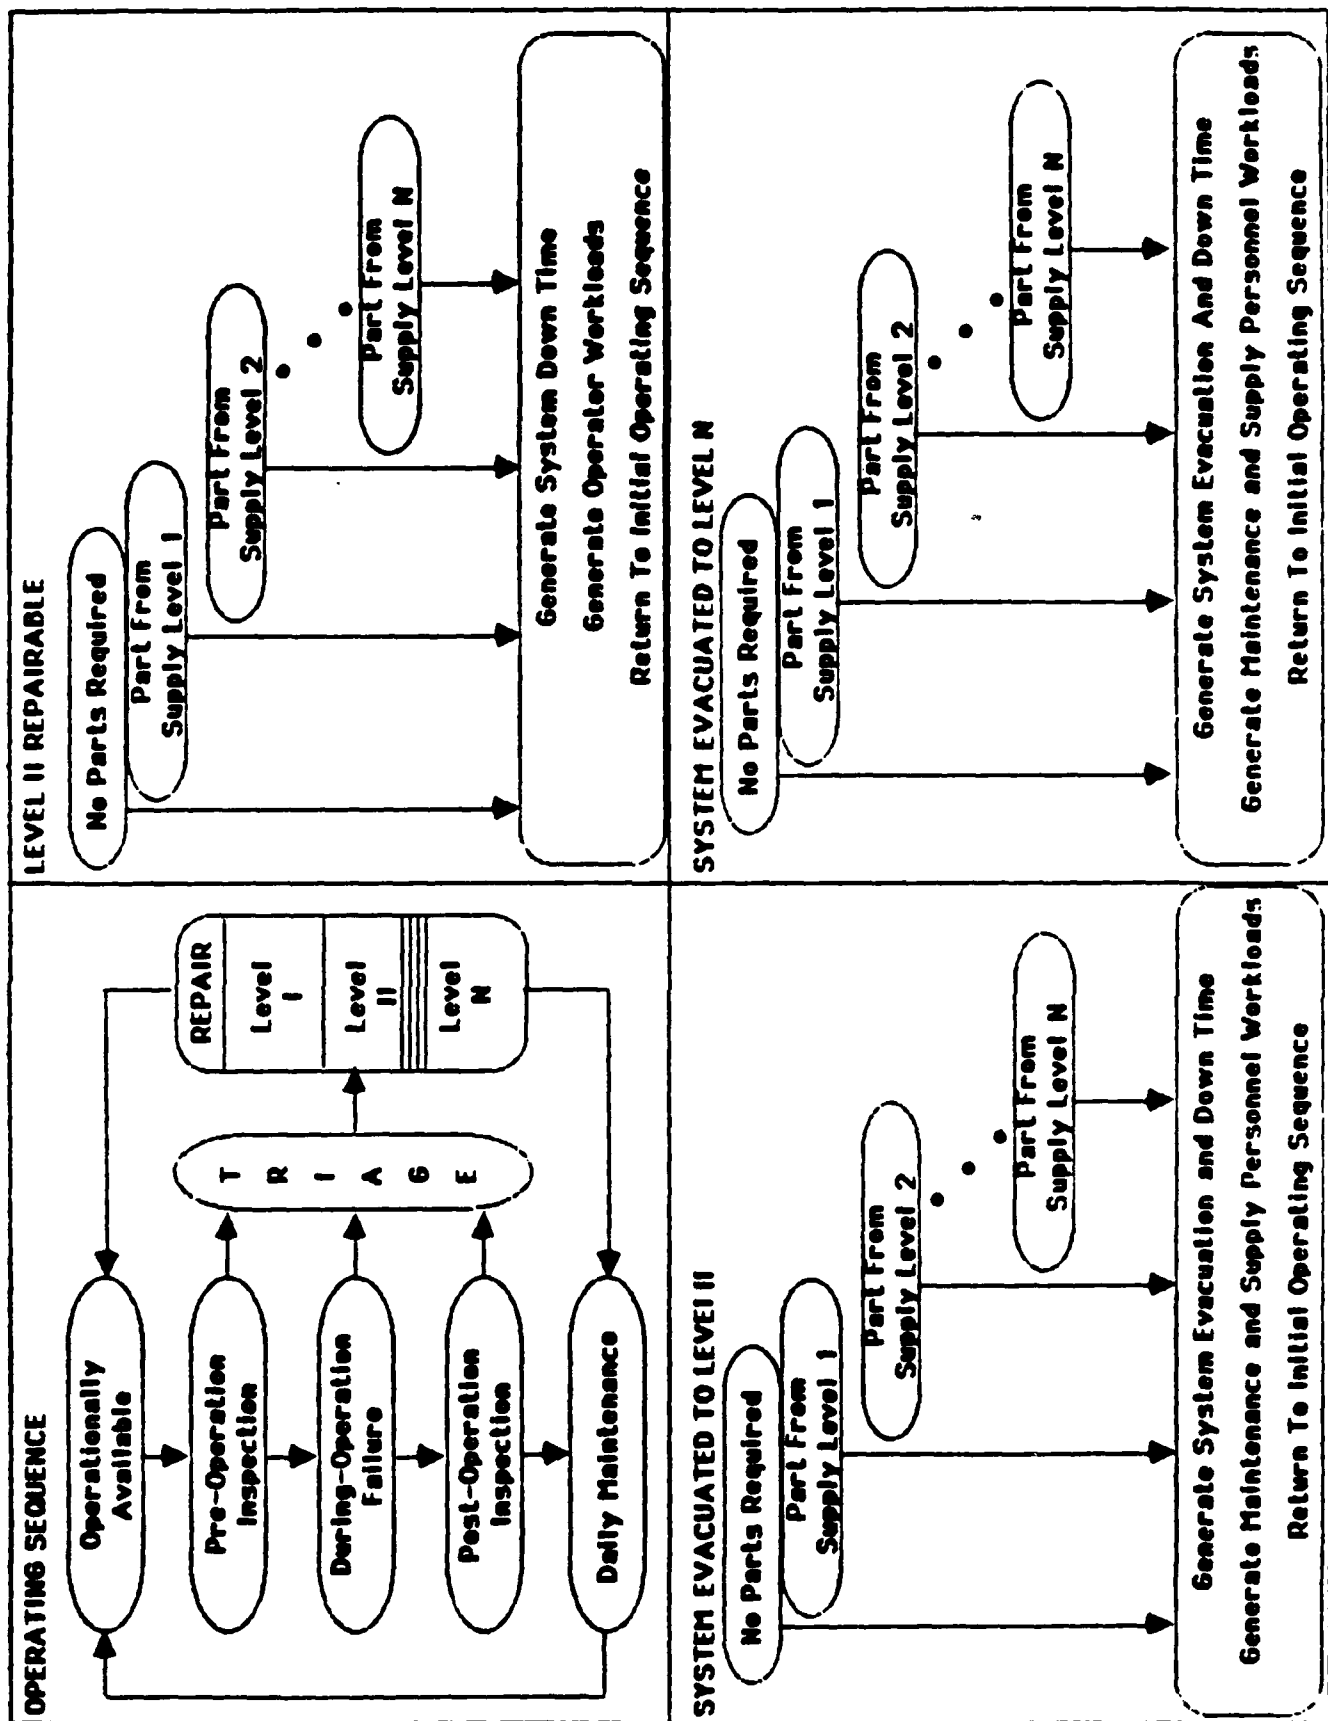 OPERATING SEQUENCE
Operationally
Available
Pre-Operation
Inspection
During-Operation
Failure
Post-Operation
Inspection
Daily Maintenance
T
R
I
A
G
E
REPAIR
Level
I
Level
II
Level
N
LEVEL II REPAIRABLE
No Parts Required
Part From
Supply Level 1
Part From
Supply Level 2
Part From
Supply Level N
Generate System Down Time
Generate Operator Workloads
Return To Initial Operating Sequence
SYSTEM EVACUATED TO LEVEL II
No Parts Required
Part From
Supply Level 1
Part From
Supply Level 2
Part From
Supply Level N
Generate System Evacuation and Down Time
Generate Maintenance and Supply Personnel Workloads
Return To Initial Operating Sequence
SYSTEM EVACUATED TO LEVEL N
No Parts Required
Part From
Supply Level 1
Part From
Supply Level 2
Part From
Supply Level N
Generate System Evacuation And Down Time
Generate Maintenance and Supply Personnel Workloads
Return To Initial Operating Sequence